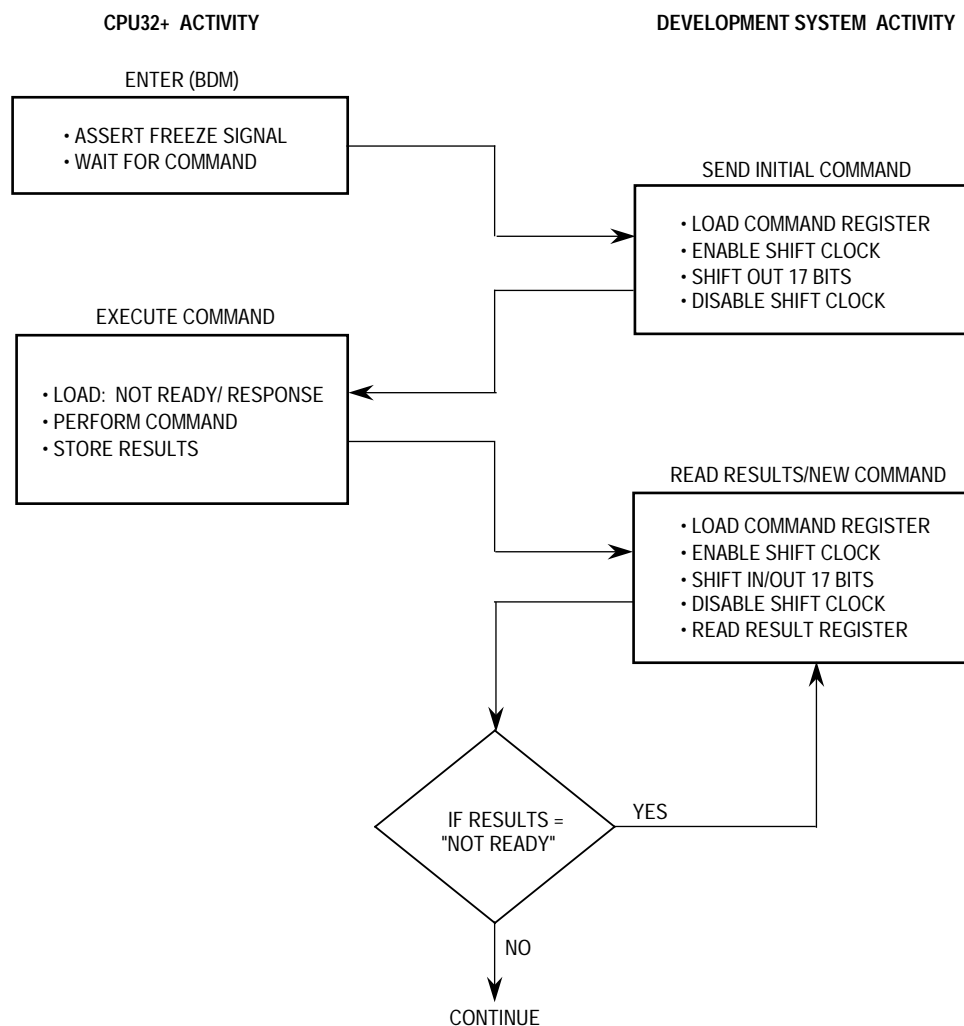 CPU32+ ACTIVITY
DEVELOPMENT SYSTEM ACTIVITY
ENTER (BDM)
• ASSERT FREEZE SIGNAL
• WAIT FOR COMMAND
SEND INITIAL COMMAND
• LOAD COMMAND REGISTER
• ENABLE SHIFT CLOCK
• SHIFT OUT 17 BITS
• DISABLE SHIFT CLOCK
EXECUTE COMMAND
• LOAD: NOT READY/ RESPONSE
• PERFORM COMMAND
• STORE RESULTS
READ RESULTS/NEW COMMAND
• LOAD COMMAND REGISTER
• ENABLE SHIFT CLOCK
• SHIFT IN/OUT 17 BITS
• DISABLE SHIFT CLOCK
• READ RESULT REGISTER
IF RESULTS =
"NOT READY"
YES
NO
CONTINUE